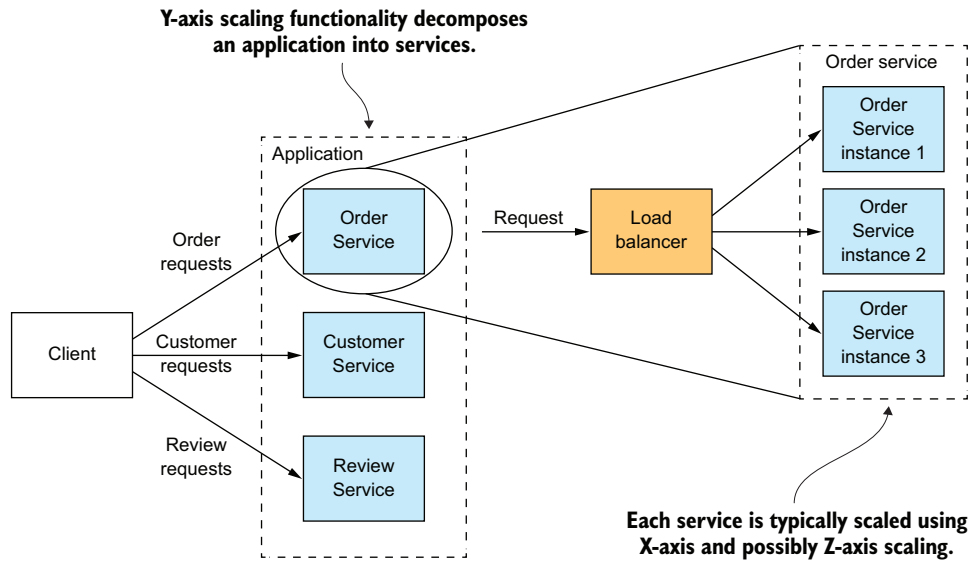 Y-axis scaling functionality decomposes
an application into services.
Application
Order
Service
Order
requests
Client
Customer
requests
Customer
Service
Review
requests
Review
Service
Request
Load
balancer
Order service
Order
Service
instance 1
Order
Service
instance 2
Order
Service
instance 3
Each service is typically scaled using
X-axis and possibly Z-axis scaling.